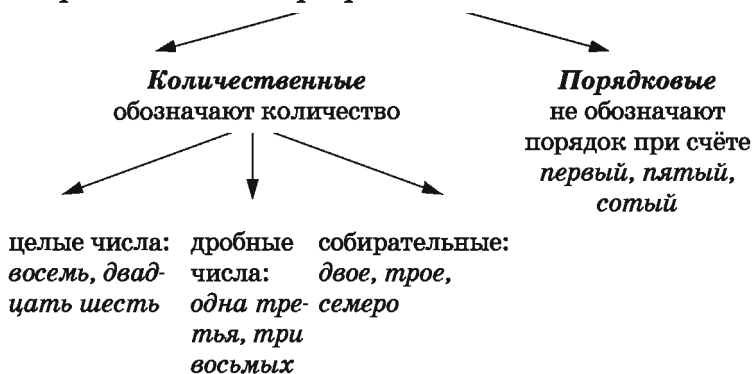 Количественные
обозначают количество
Порядковые
не обозначают
порядок при счёте
первый, пятый,
сотый
целые числа:
восемь, двад-
цать шесть
дробные
числа:
одна тре-
тья, три
восьмых
собирательные:
двое, трое,
семеро